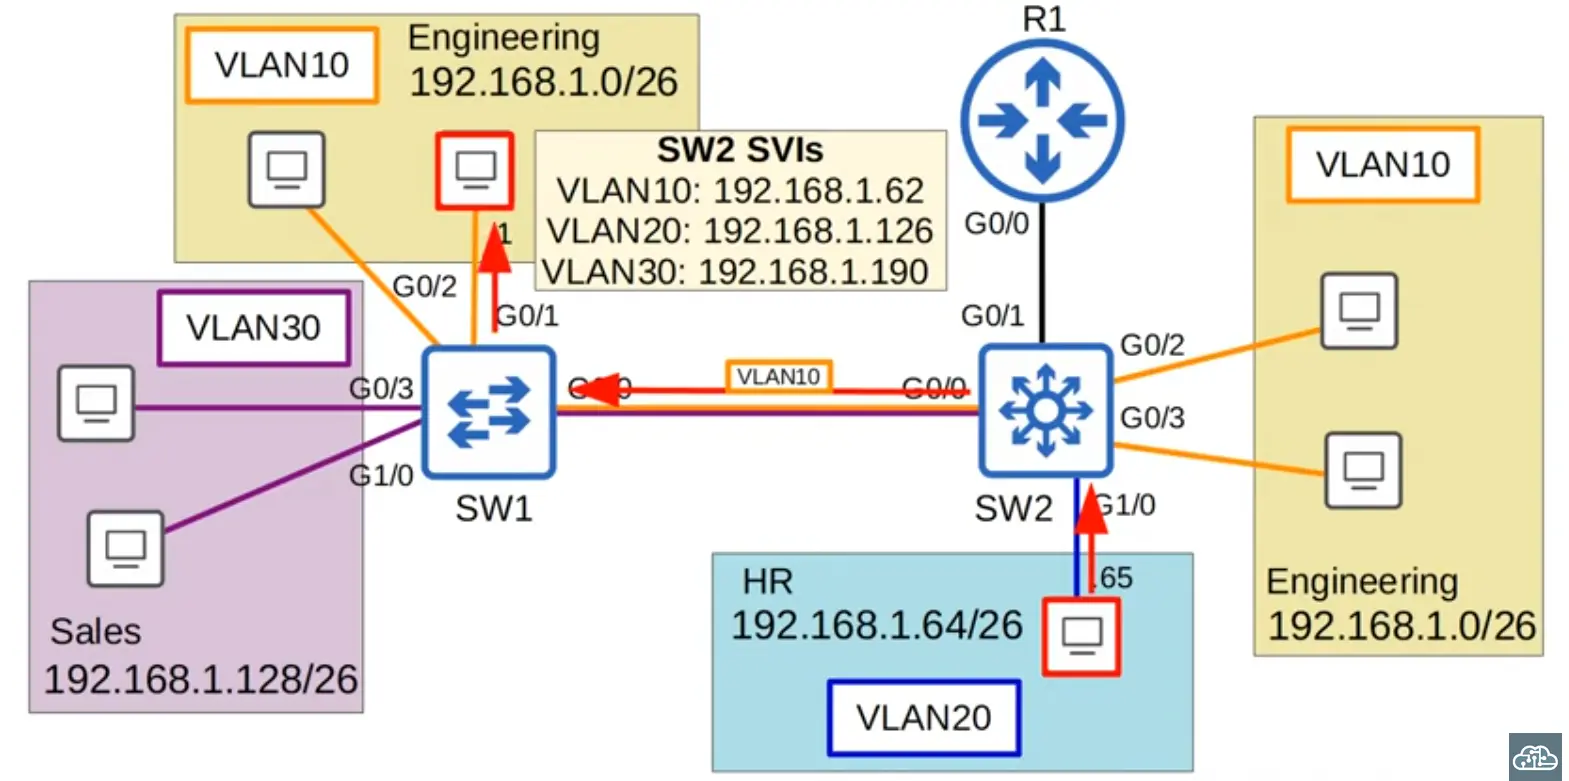 R1
VLAN10
Engineering
192.168.1.0/26
SW2 SVIs
VLAN10: 192.168.1.62
VLAN20: 192.168.1.126
VLAN30: 192.168.1.190
VLAN10
G0/0
1
G0/2
G0/1
G0/1
VLAN30
G0/2
G0/3
G0/0
VLAN10
G0/0
G0/3
G1/0
SW1
SW2
G1/0
HR
.65
192.168.1.64/26
VLAN20
Engineering
192.168.1.0/26
Sales
192.168.1.128/26